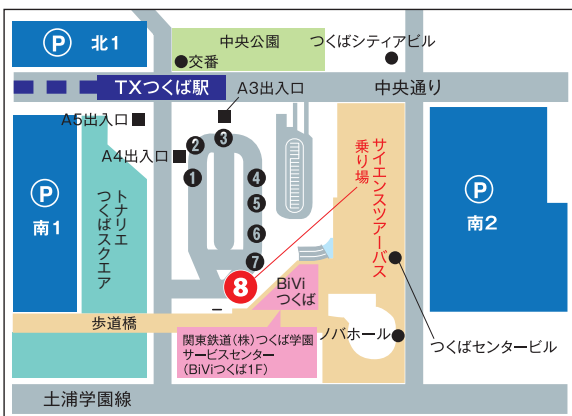 P 北1
中央公園
つくばシティアビル
交番
TXつくば駅
A3出入口
中央通り
A5出入口
A4出入口
P
南1
トナリエ
つくばスクエア
1
2
3
4
5
6
7
8
サイエンスツアーバス
乗り場
P
南2
BiVi
つくば
歩道橋
関東鉄道(株)つくば学園
サービスセンター
(BiViつくば1F)
ノバホール
つくばセンタービル
土浦学園線